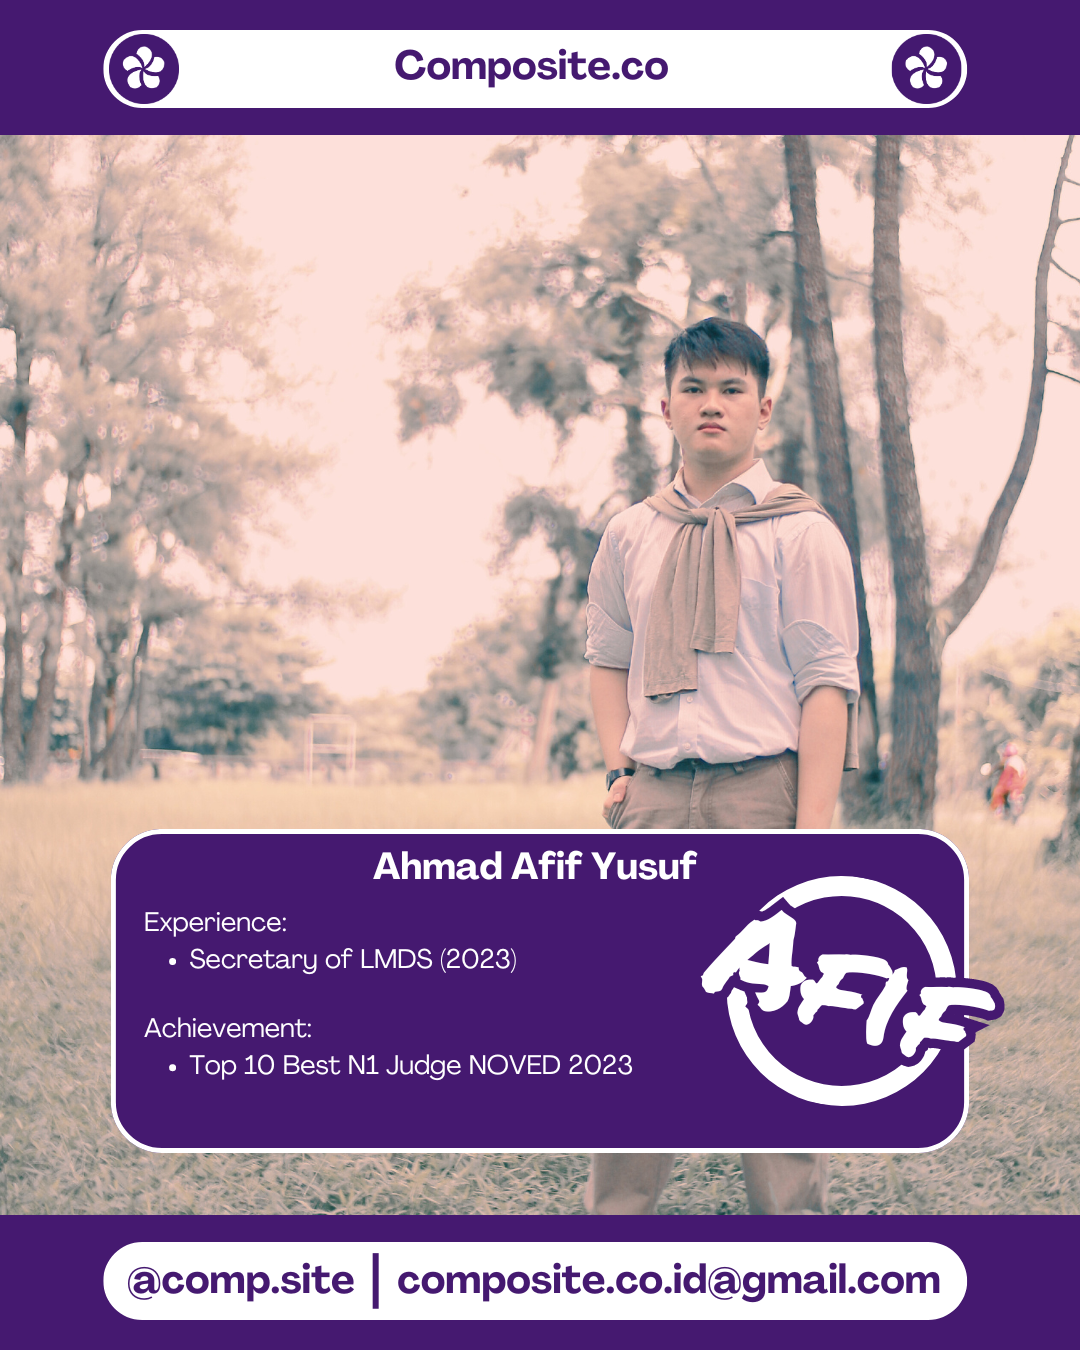 Composite.co
Ahmad Afif Yusuf
Experience:
• Secretary of LMDS (2023)
Achievement:
• Top 10 Best N1 Judge NOVED 2023
AFIF
@comp.site | composite.co.id@gmail.com